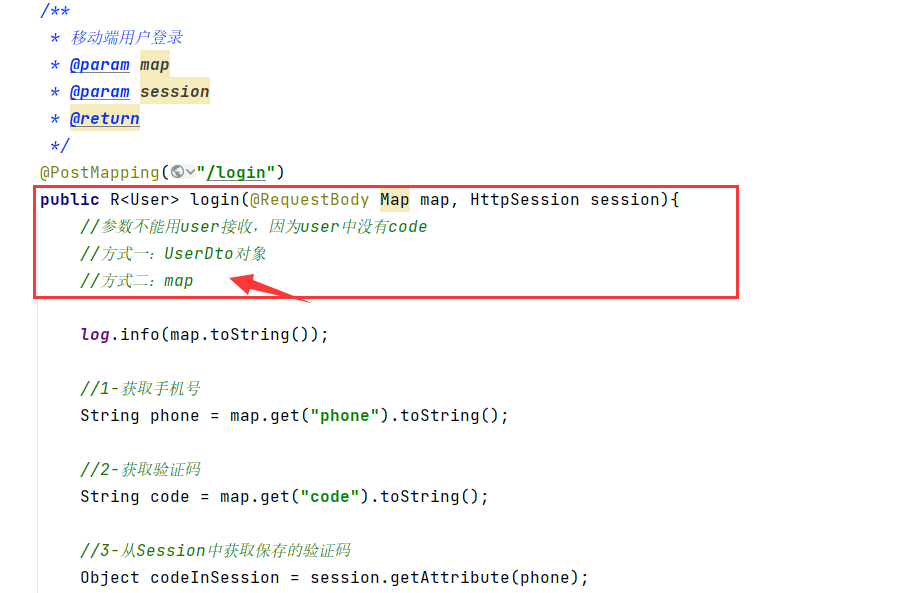 /**
* 移动端用户登录
* @param map
* @param session
* @return
*/
@PostMapping("/login")
public R<User> login(@RequestBody Map map, HttpSession session){
//参数不能用user接收，因为user中没有code
//方式一：UserDto对象
//方式二：map
log.info(map.toString());
//1-获取手机号
String phone = map.get("phone").toString();
//2-获取验证码
String code = map.get("code").toString();
//3-从Session中获取保存的验证码
Object codeInSession = session.getAttribute(phone);